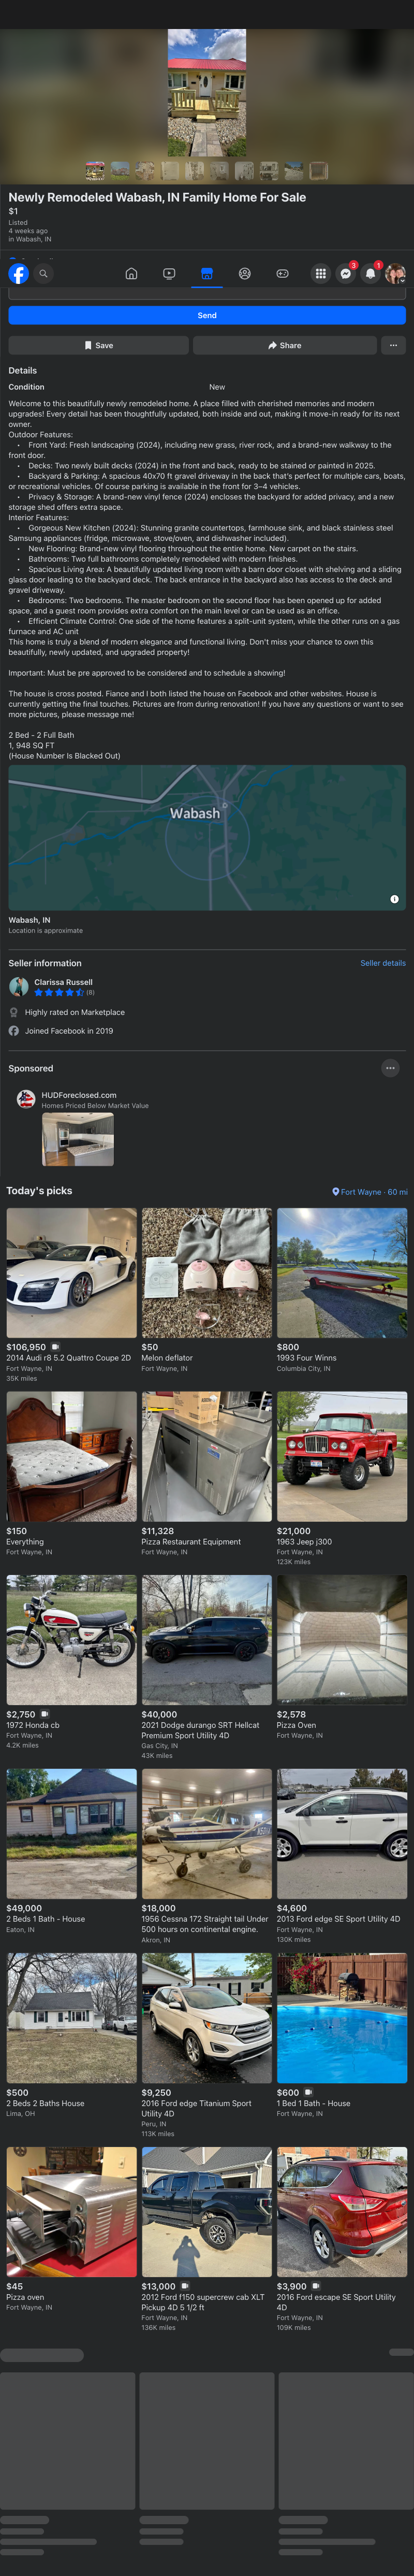 Newly Remodeled Wabash, IN Family Home For Sale
$1
Listed
4 weeks ago
in Wabash, IN
3
1
Send
Save
Share
Details
Condition
New
Welcome to this beautifully newly remodeled home. A place filled with cherished memories and modern
upgrades! Every detail has been thoughtfully updated, both inside and out, making it move-in ready for its next
owner.
Outdoor Features:
• Front Yard: Fresh landscaping (2024), including new grass, river rock, and a brand-new walkway to the
front door.
• Decks: Two newly built decks (2024) in the front and back, ready to be stained or painted in 2025.
• Backyard & Parking: A spacious 40x70 ft gravel driveway in the back that's perfect for multiple cars, boats,
or recreational vehicles. Of course parking is available in the front for 3–4 vehicles.
• Privacy & Storage: A brand-new vinyl fence (2024) encloses the backyard for added privacy, and a new
storage shed offers extra space.
Interior Features:
• Gorgeous New Kitchen (2024): Stunning granite countertops, farmhouse sink, and black stainless steel
Samsung appliances (fridge, microwave, stove/oven, and dishwasher included).
• New Flooring: Brand-new vinyl flooring throughout the entire home. New carpet on the stairs.
• Bathrooms: Two full bathrooms completely remodeled with modern finishes.
• Spacious Living Area: A beautifully updated living room with a barn door closet with shelving and a sliding
glass door leading to the backyard deck. The back entrance in the backyard also has access to the deck and
gravel driveway.
• Bedrooms: Two bedrooms. The master bedroom on the second floor has been opened up for added
space, and a guest room provides extra comfort on the main level or can be used as an office.
• Efficient Climate Control: One side of the home features a split-unit system, while the other runs on a gas
furnace and AC unit
This home is truly a blend of modern elegance and functional living. Don't miss your chance to own this
beautifully, newly updated, and upgraded property!
Important: Must be pre approved to be considered and to schedule a showing!
The house is cross posted. Fiance and I both listed the house on Facebook and other websites. House is
currently getting the final touches. Pictures are from during renovation! If you have any questions or want to see
more pictures, please message me!
2 Bed - 2 Full Bath
1, 948 SQ FT
(House Number Is Blacked Out)
Wabash
Wabash, IN
Location is approximate
Seller information
Seller details
Clarissa Russell
(8)
Highly rated on Marketplace
Joined Facebook in 2019
Sponsored
HUDForeclosed.com
Homes Priced Below Market Value
Today's picks
Fort Wayne · 60 mi
$106,950
2014 Audi r8 5.2 Quattro Coupe 2D
Fort Wayne, IN
35K miles
$50
Melon deflator
Fort Wayne, IN
$800
1993 Four Winns
Columbia City, IN
$150
Everything
Fort Wayne, IN
$11,328
Pizza Restaurant Equipment
Fort Wayne, IN
$21,000
1963 Jeep j300
Fort Wayne, IN
123K miles
$2,750
1972 Honda cb
Fort Wayne, IN
4.2K miles
$40,000
2021 Dodge durango SRT Hellcat
Premium Sport Utility 4D
Gas City, IN
43K miles
$2,578
Pizza Oven
Fort Wayne, IN
$49,000
2 Beds 1 Bath - House
Eaton, IN
$18,000
1956 Cessna 172 Straight tail Under
500 hours on continental engine.
Akron, IN
$4,600
2013 Ford edge SE Sport Utility 4D
Fort Wayne, IN
130K miles
$500
2 Beds 2 Baths House
Lima, OH
$9,250
2016 Ford edge Titanium Sport
Utility 4D
Peru, IN
113K miles
$600
1 Bed 1 Bath - House
Fort Wayne, IN
$45
Pizza oven
Fort Wayne, IN
$13,000
2012 Ford f150 supercrew cab XLT
Pickup 4D 5 1/2 ft
Fort Wayne, IN
136K miles
$3,900
2016 Ford escape SE Sport Utility
4D
Fort Wayne, IN
109K miles